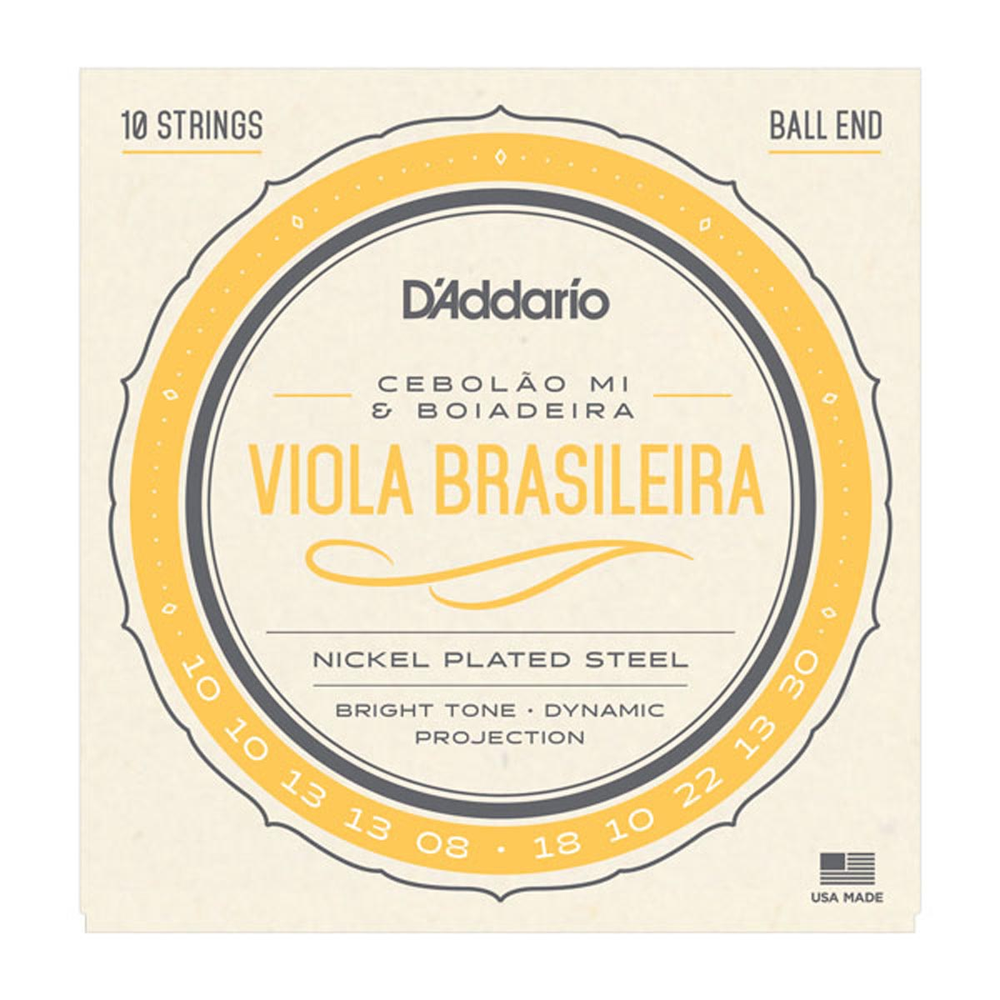 10 STRINGS
BALL END
D'Addario
CEBOLÃO MI
& BOIADEIRA
VIOLA BRASILEIRA
NICKEL PLATED STEEL
BRIGHT TONE • DYNAMIC
PROJECTION
10 10 13 13 08 • 18 10 22 13 30
USA MADE